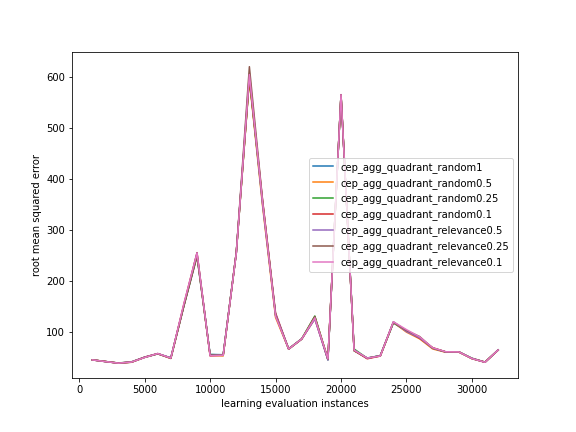 root mean squared error
600
500
400
300
200
100
cep_agg_quadrant_random1
cep_agg_quadrant_random0.5
cep_agg_quadrant_random0.25
cep_agg_quadrant_random0.1
cep_agg_quadrant_relevance0.5
cep_agg_quadrant_relevance0.25
cep_agg_quadrant_relevance0.1
0 5000 10000 15000 20000 25000 30000
learning evaluation instances